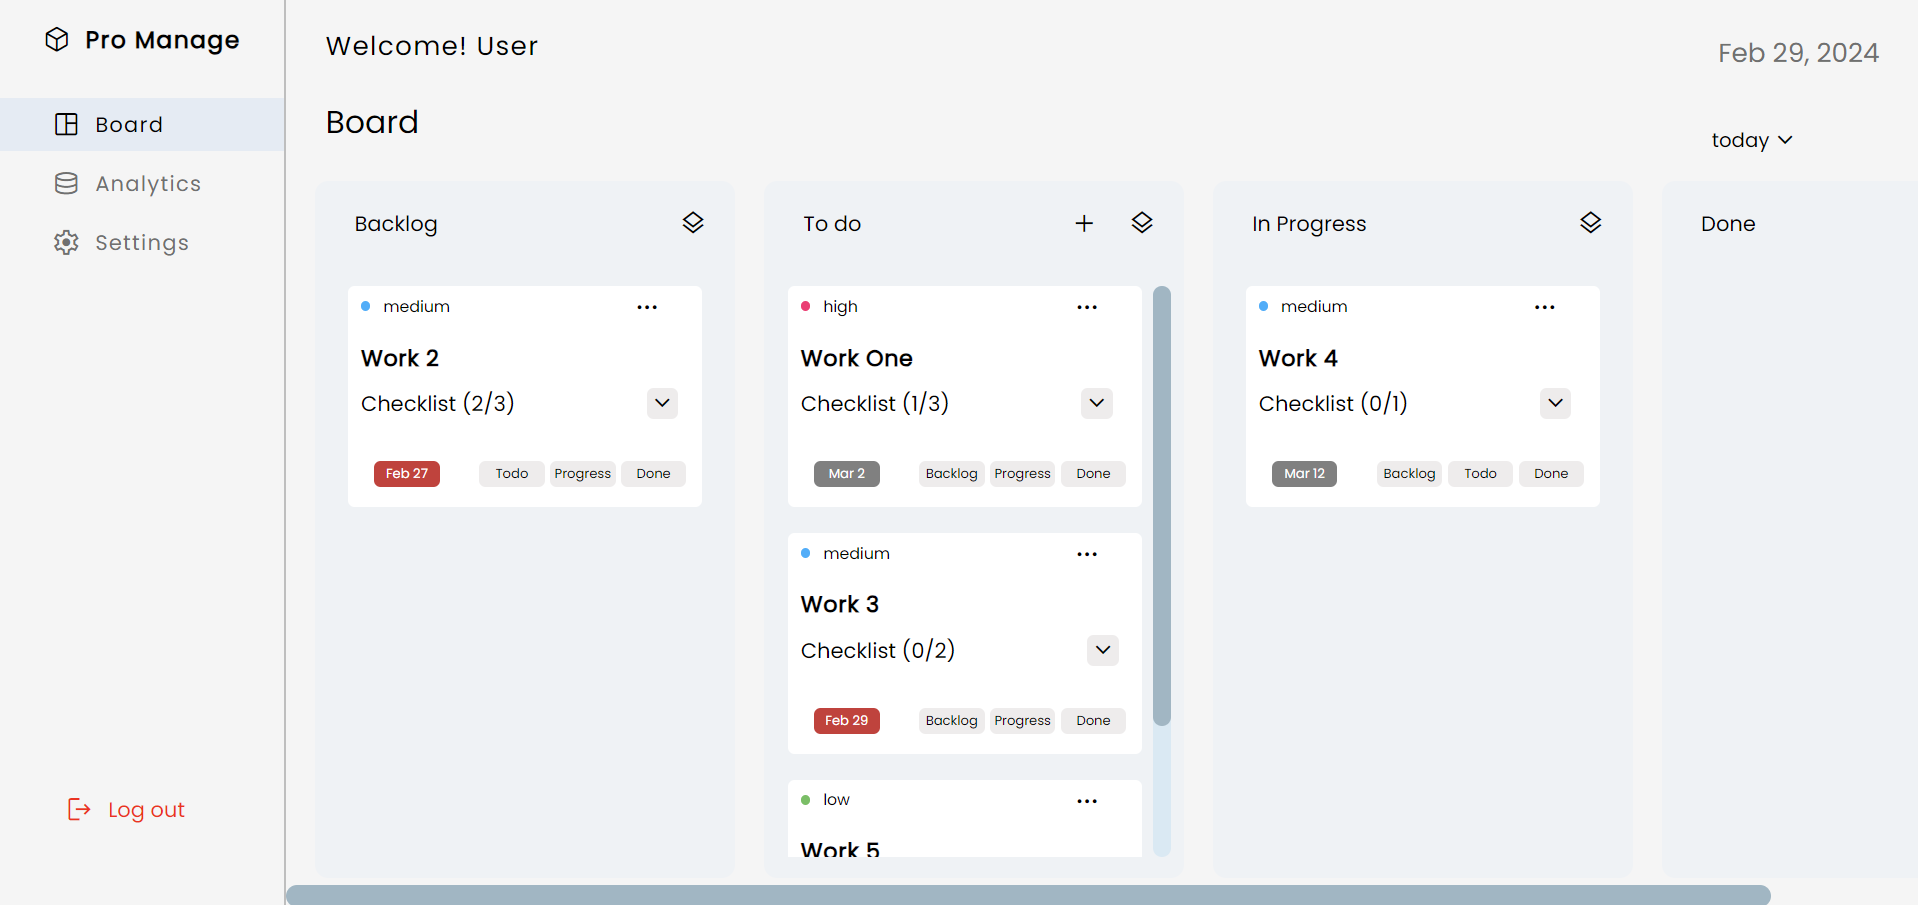 Pro Manage
Board
Analytics
Settings
Log out
Welcome! User
Feb 29, 2024
Board
today
Backlog
medium
Work 2
Checklist (2/3)
Feb 27 Todo Progress Done
To do
high
Work One
Checklist (1/3)
Mar 2 Backlog Progress Done
medium
Work 3
Checklist (0/2)
Feb 29 Backlog Progress Done
low
Work 5
In Progress
medium
Work 4
Checklist (0/1)
Mar 12 Backlog Todo Done
Done